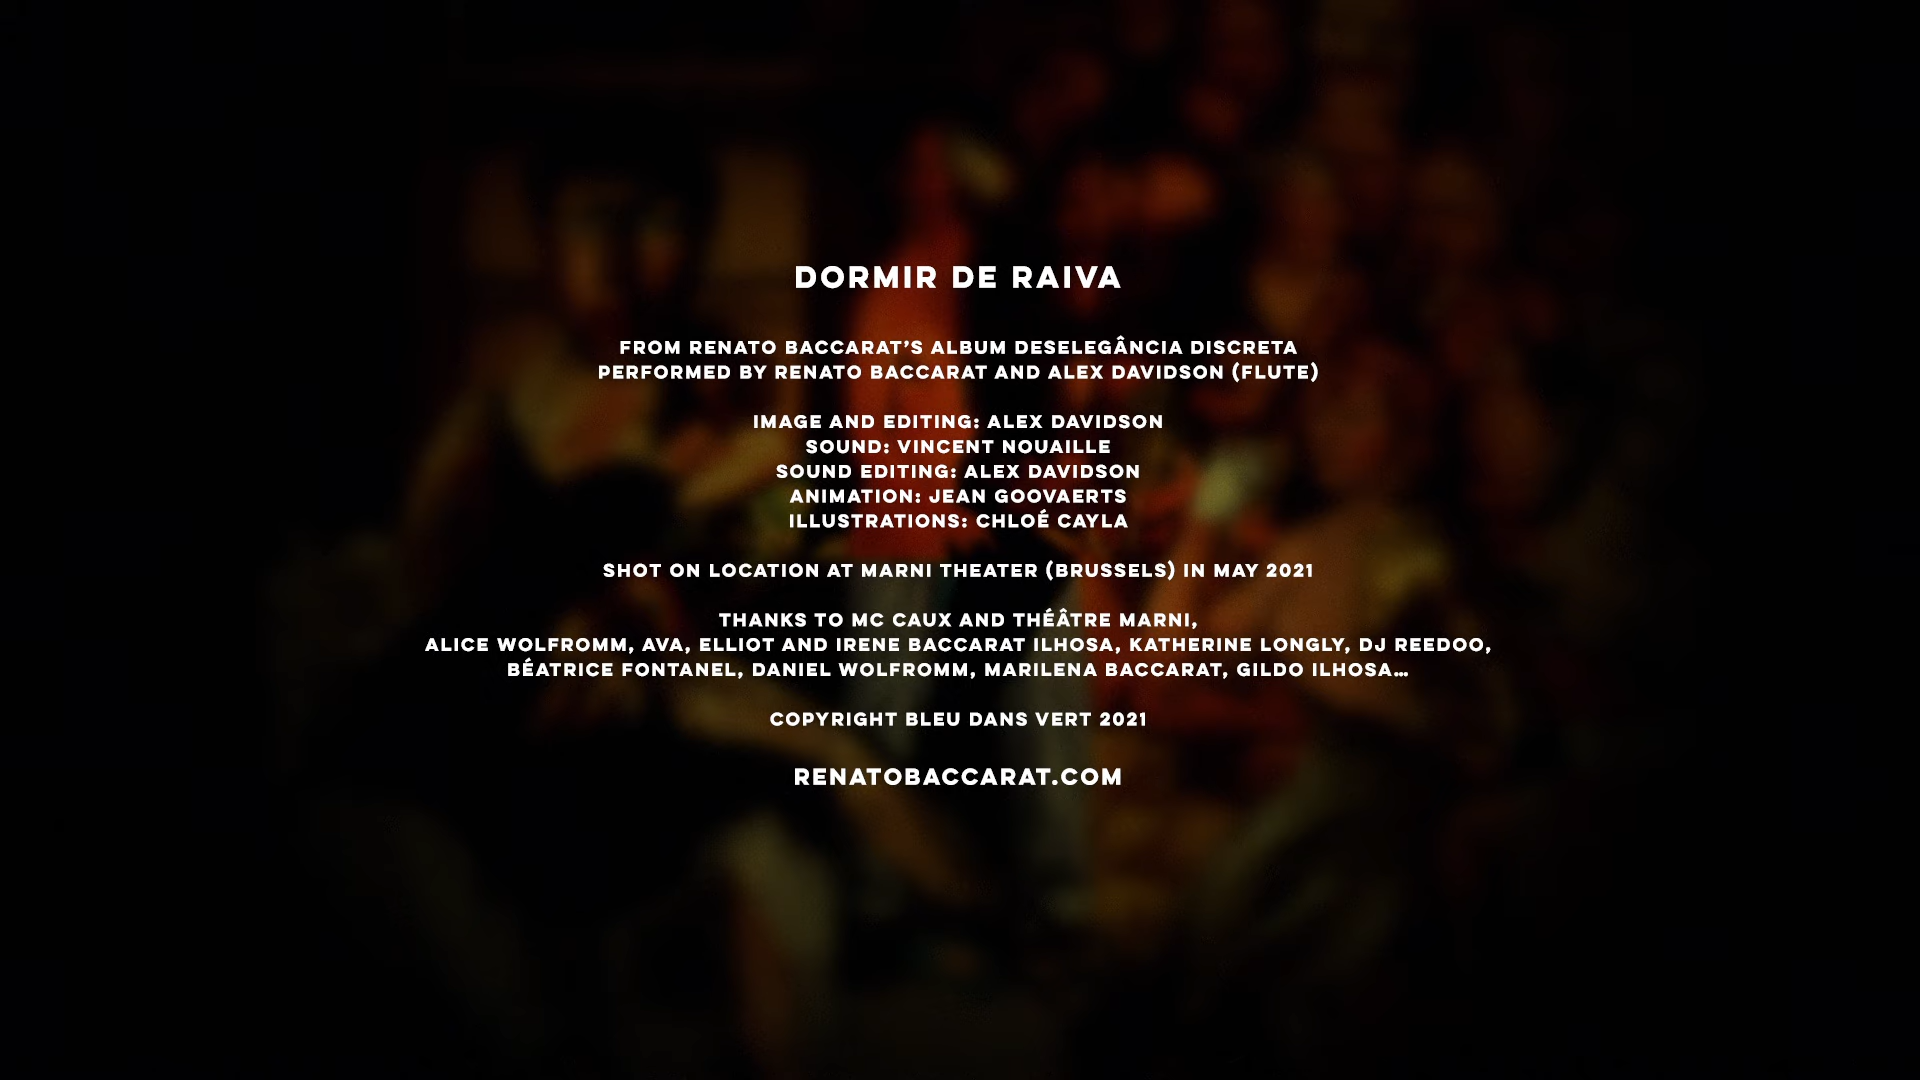 DORMIR DE RAIVA
FROM RENATO BACCARAT'S ALBUM DESELEGÂNCIA DISCRETA
PERFORMED BY RENATO BACCARAT AND ALEX DAVIDSON (FLUTE)
IMAGE AND EDITING: ALEX DAVIDSON
SOUND: VINCENT NOUAILLE
SOUND EDITING: ALEX DAVIDSON
ANIMATION: JEAN GOOVAERTS
ILLUSTRATIONS: CHLOÉ CAYLA
SHOT ON LOCATION AT MARNI THEATER (BRUSSELS) IN MAY 2021
THANKS TO MC CAUX AND THÉÂTRE MARNI,
ALICE WOLFROMM, AVA, ELLIOT AND IRENE BACCARAT ILHOSA, KATHERINE LONGLY, DJ REEDOO,
BÉATRICE FONTANEL, DANIEL WOLFROMM, MARILENA BACCARAT, GILDO ILHOSA…
COPYRIGHT BLEU DANS VERT 2021
RENATOBACCARAT.COM